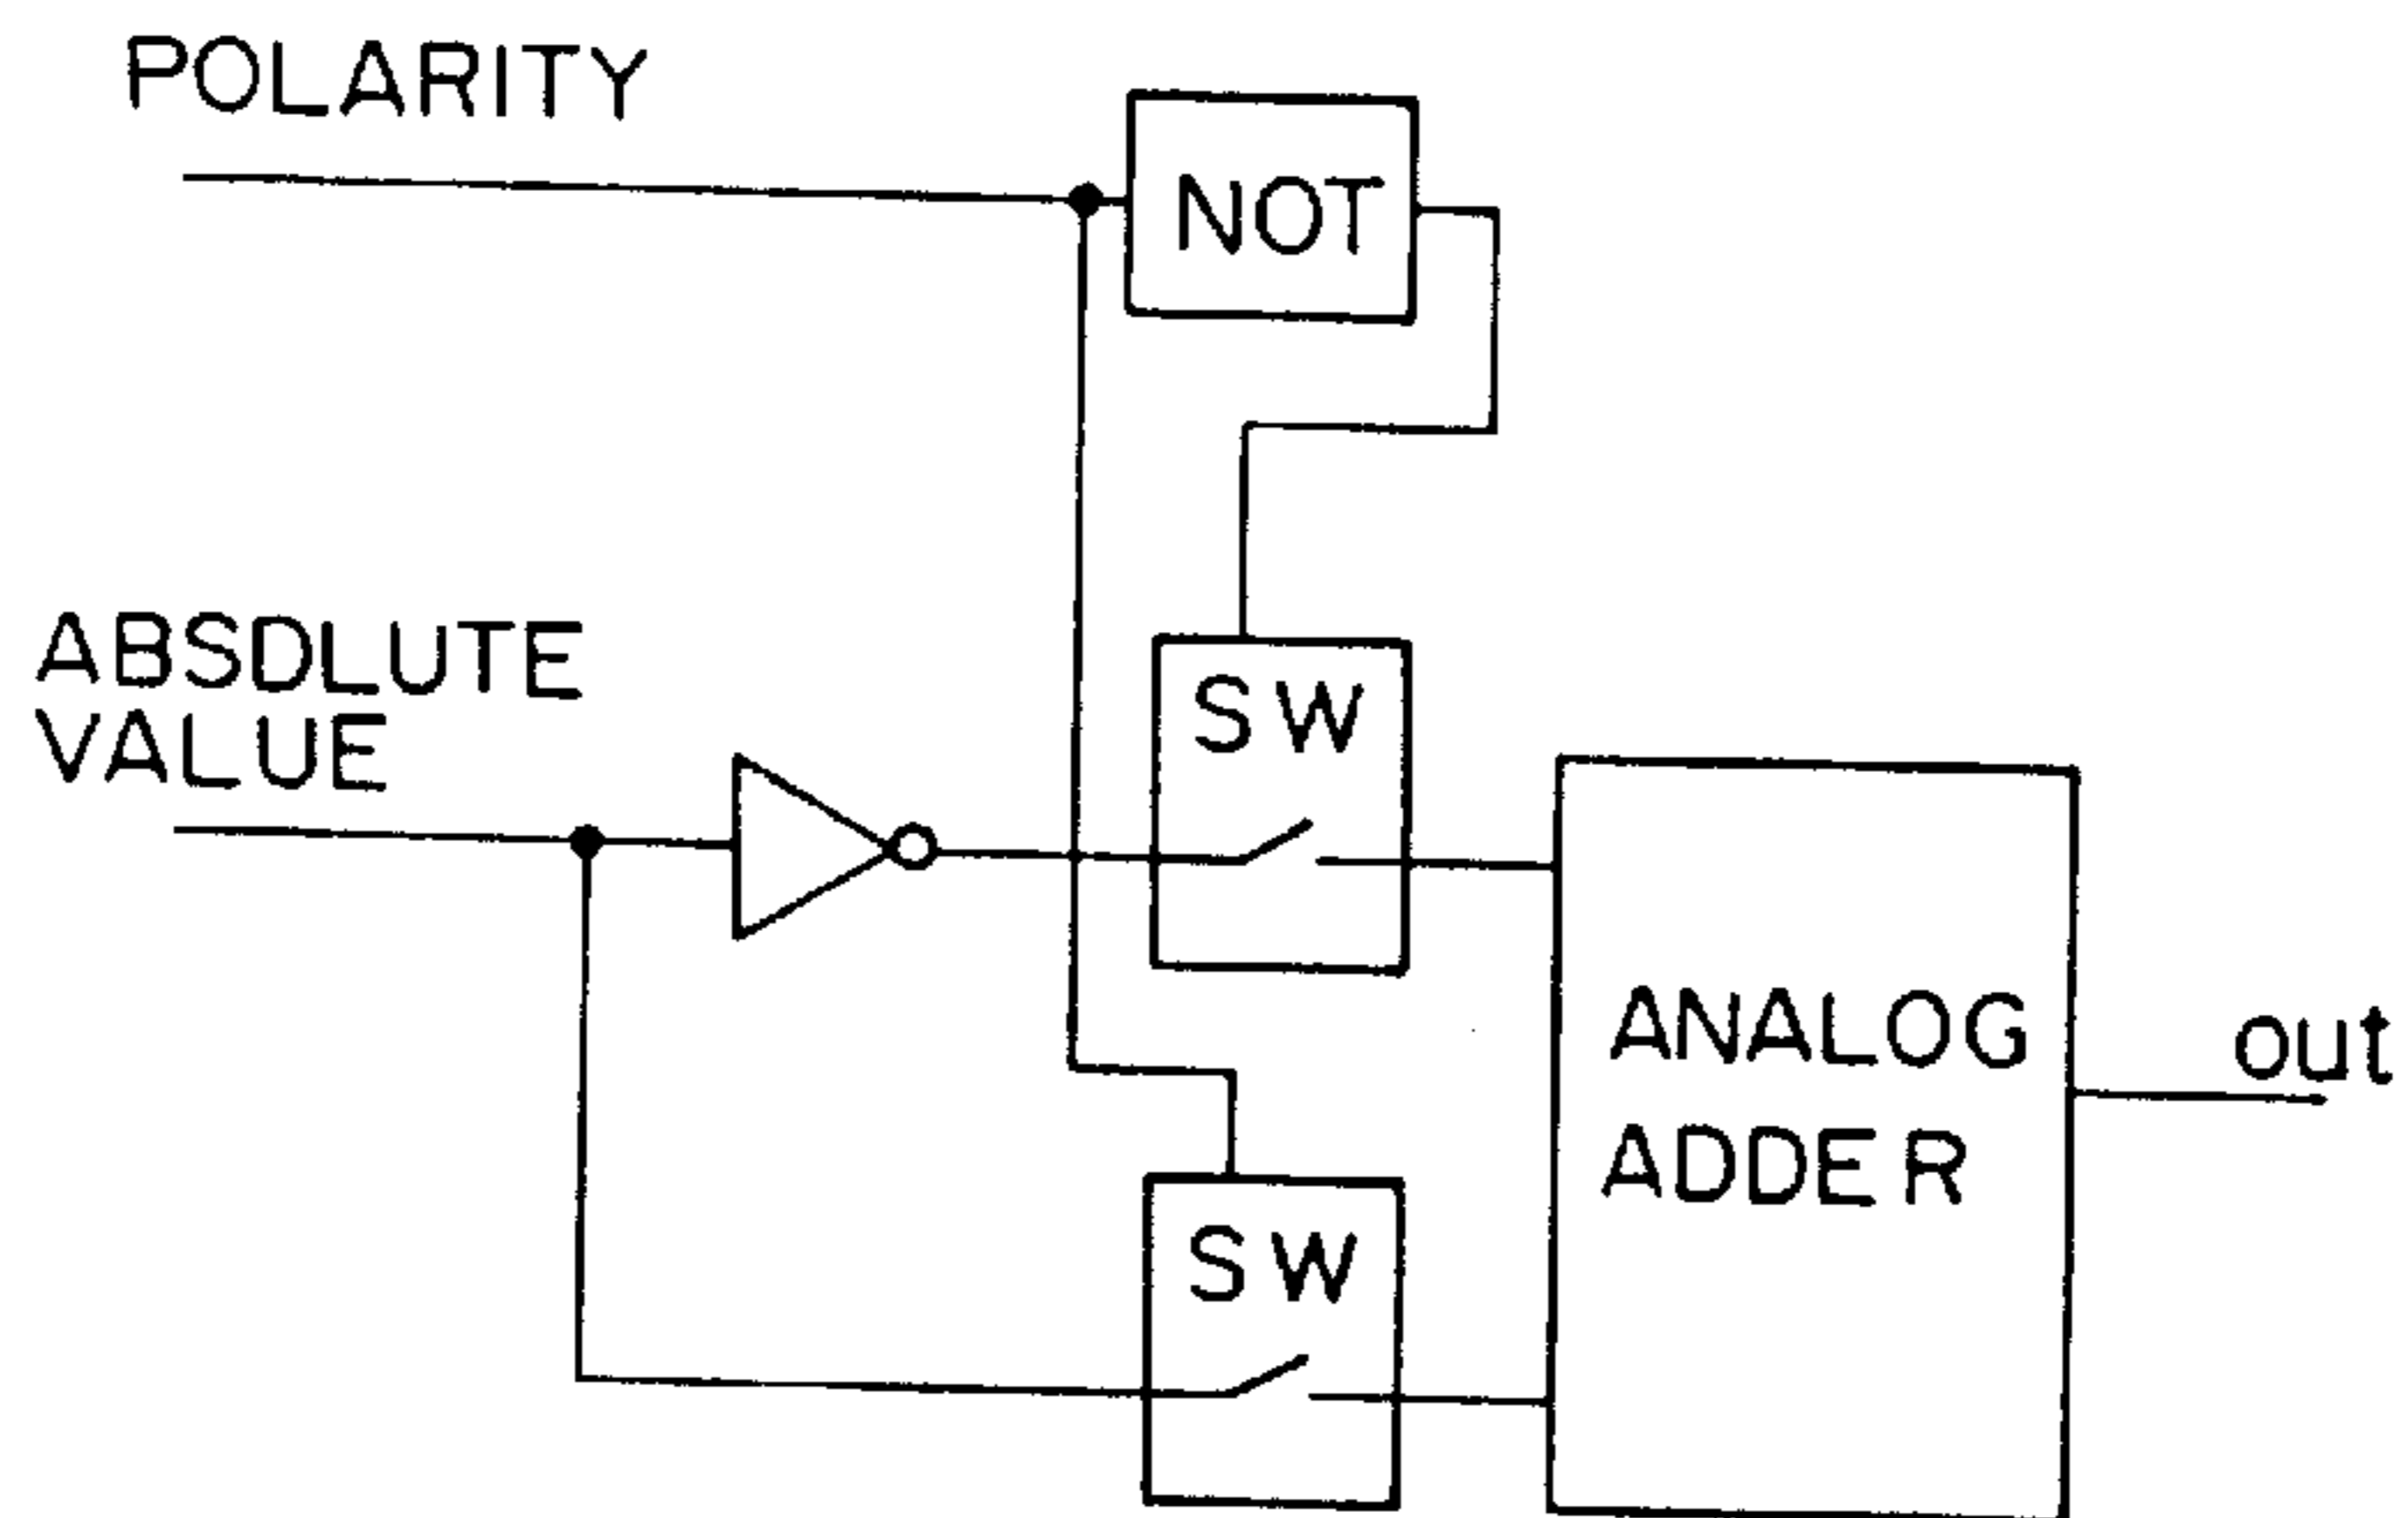 POLARITY
NOT
ABSDLUTE
VALUE
SW
ANALOG
ADDER
out
SW